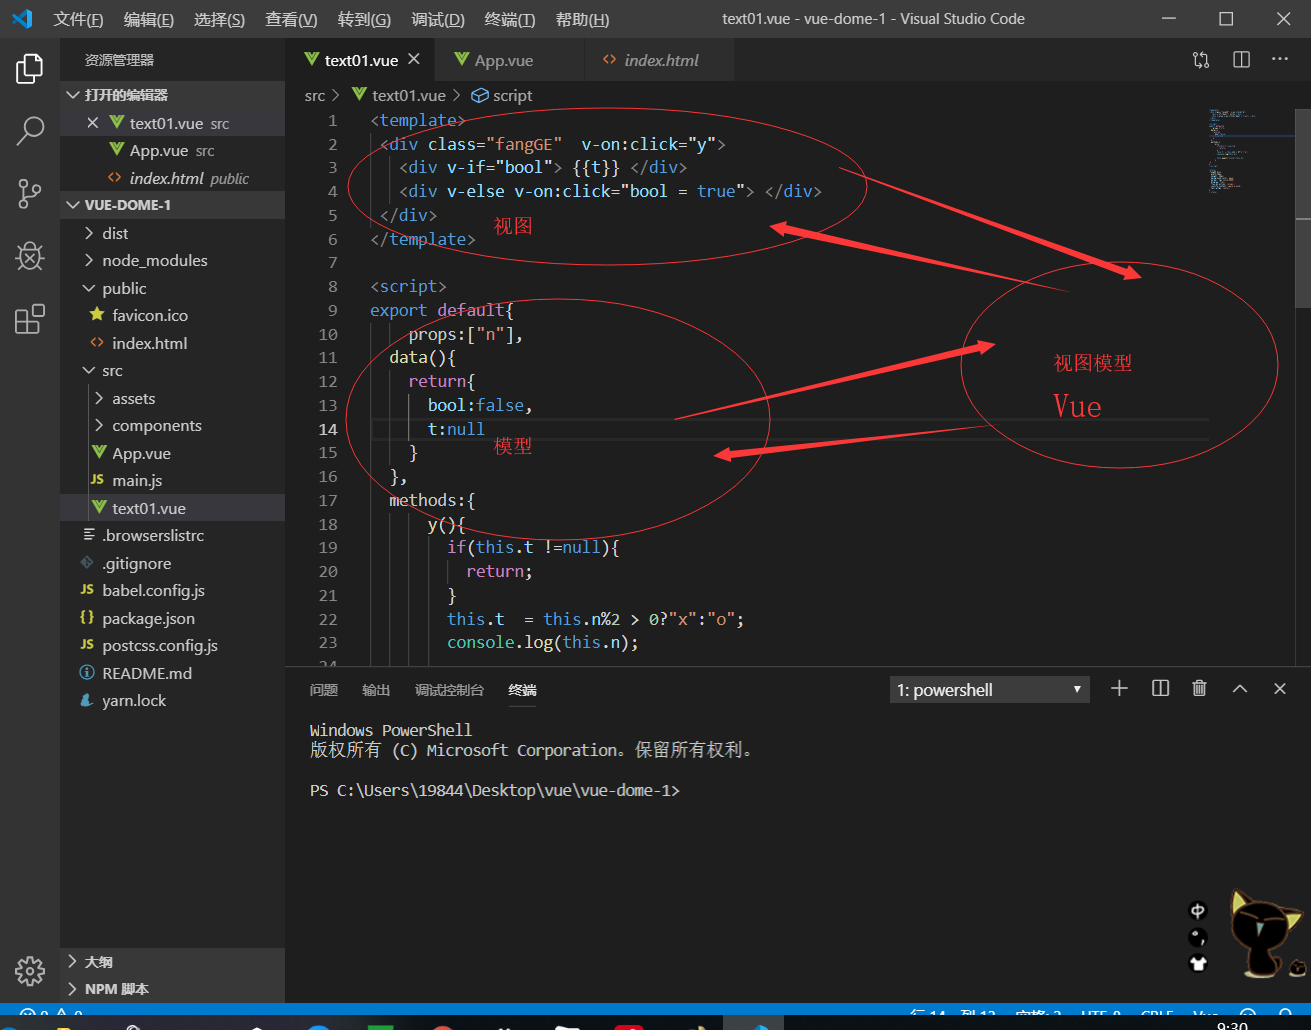 文件(F) 编辑(E) 选择(S) 查看(V) 转到(G) 调试(D) 终端(T) 帮助(H) text01.vue - vue-dome-1 - Visual Studio Code
资源管理器
打开的编辑器
text01.vue src
App.vue src
index.html public
VUE-DOME-1
dist
node_modules
public
favicon.ico
index.html
src
assets
components
App.vue
JS main.js
text01.vue
.browserslistrc
.gitignore
JS babel.config.js
{} package.json
JS postcss.config.js
README.md
yarn.lock
大纲
NPM 脚本
text01.vue App.vue index.html
src > text01.vue > script
1 <template>
2 <div class="fangGE" v-on:click="y">
3 <div v-if="bool"> {{t}} </div>
4 <div v-else v-on:click="bool = true"> </div>
5 </div>
6 </template>
7
8 <script>
9 export default{
10 props:["n"],
11 data(){
12 return{
13 bool:false,
14 t:null
15 }
16 },
17 methods:{
18 y(){
19 if(this.t !=null){
20 return;
21 }
22 this.t = this.n%2 > 0?"x":"o";
23 console.log(this.n);
24
视图
模型
视图模型
Vue
问题 输出 调试控制台 终端 1: powershell
Windows PowerShell
版权所有 (C) Microsoft Corporation。保留所有权利。
PS C:\Users\19844\Desktop\vue\vue-dome-1>
中
9:30